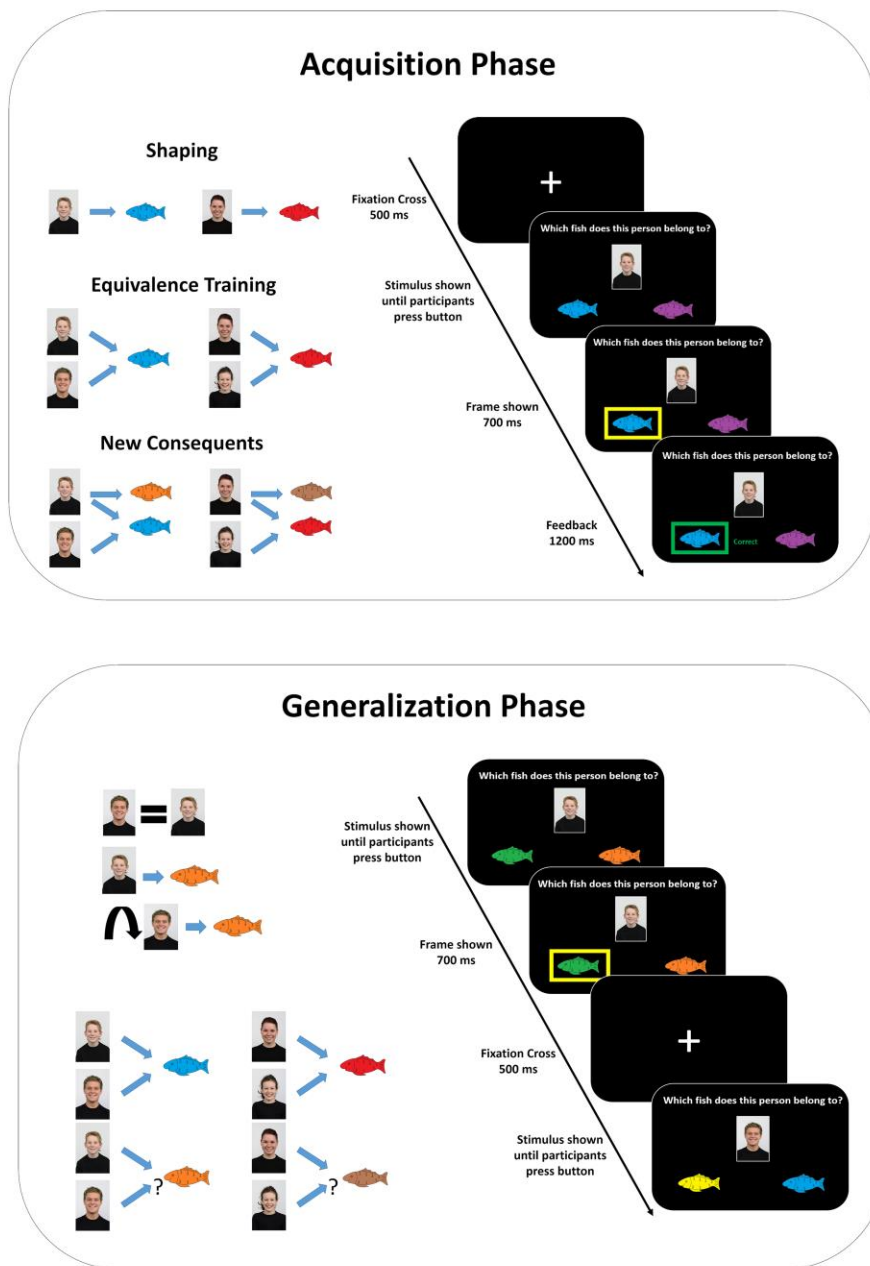 Acquisition Phase
Shaping
Equivalence Training
New Consequents
Fixation Cross
500 ms
+
Which fish does this person belong to?
Stimulus shown
until participants
press button
Which fish does this person belong to?
Frame shown
700 ms
Which fish does this person belong to?
Correct
Feedback
1200 ms
Generalization Phase
=
?
?
Which fish does this person belong to?
Stimulus shown
until participants
press button
Which fish does this person belong to?
Frame shown
700 ms
+
Fixation Cross
500 ms
Which fish does this person belong to?
Stimulus shown
until participants
press button